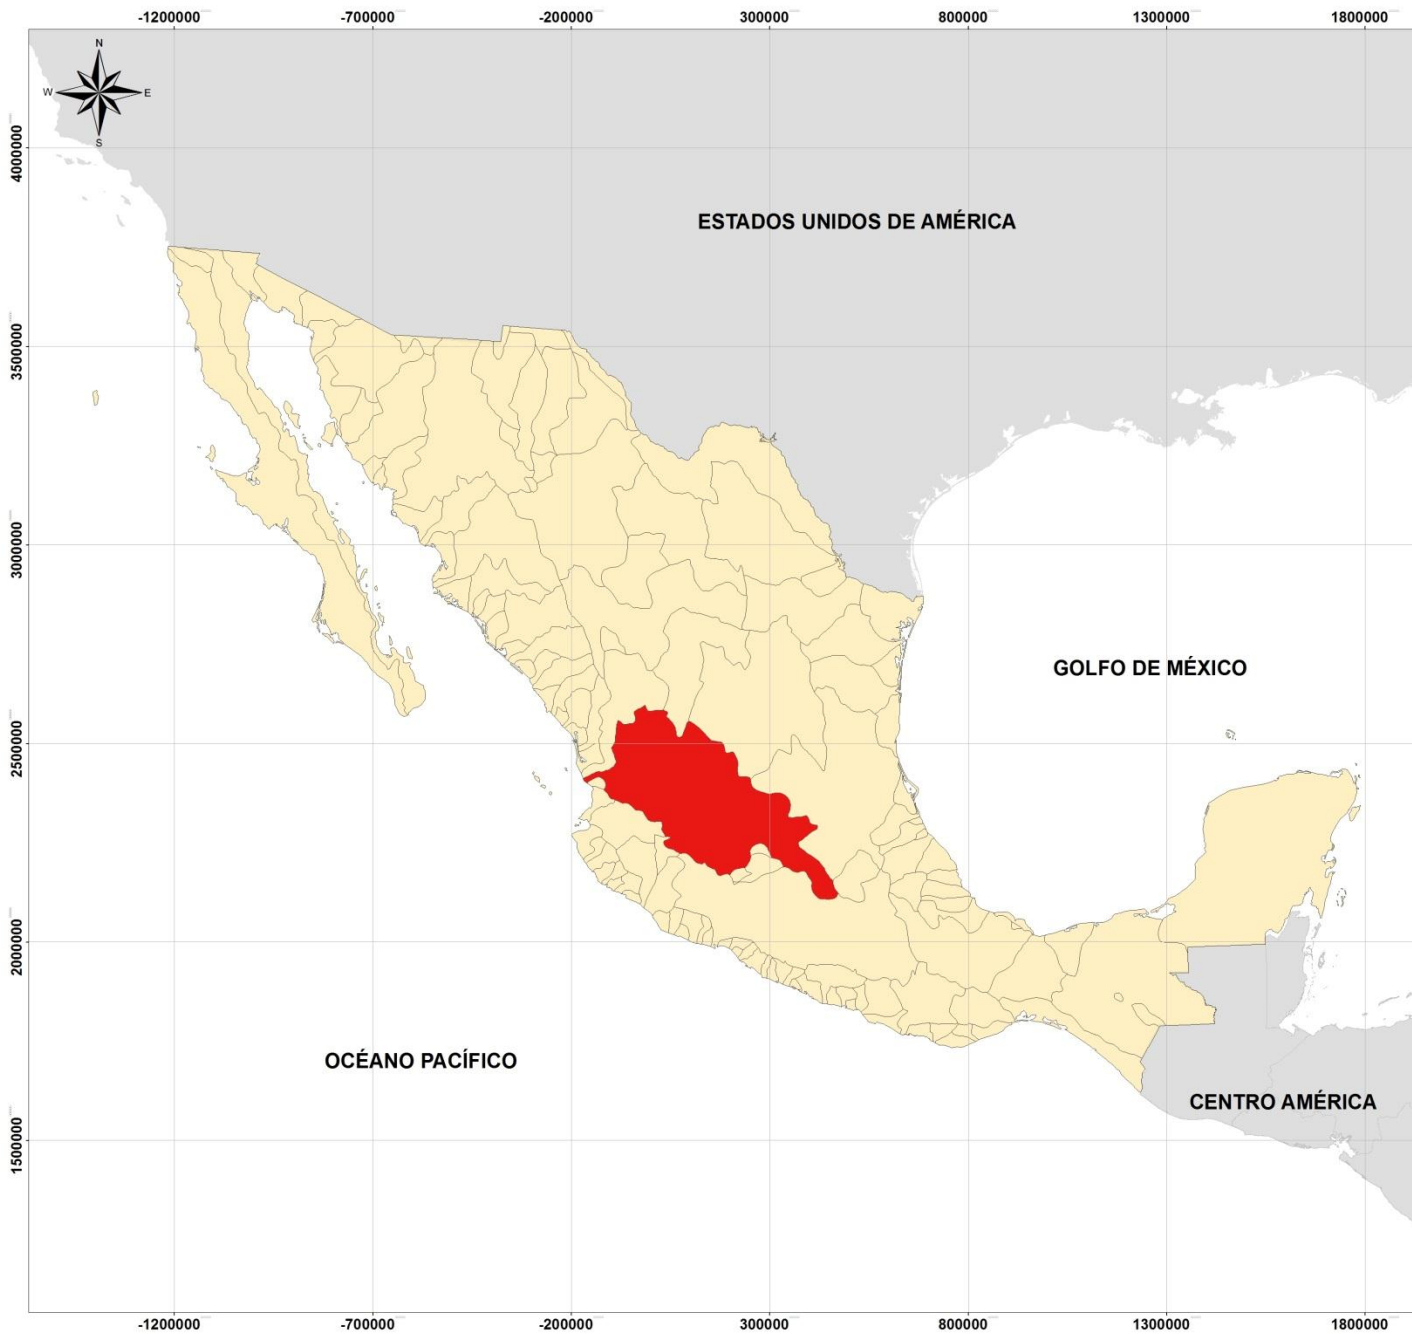 -1200000 -700000 -200000 300000 800000 1300000 1800000
N
W E
S
4000000
ESTADOS UNIDOS DE AMÉRICA
3500000
3000000
GOLFO DE MÉXICO
2500000
2000000
OCÉANO PACÍFICO
CENTRO AMÉRICA
1500000
-1200000 -700000 -200000 300000 800000 1300000 1800000